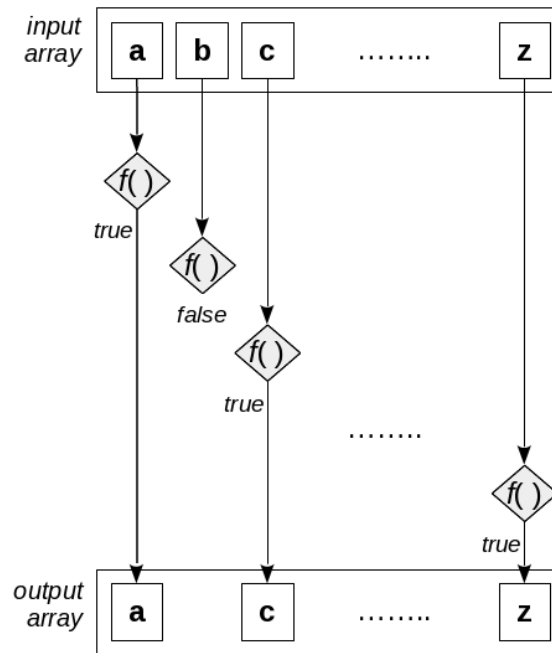 input
array
a b c ........ z
f( )
true
f( )
false
f( )
true
........
f( )
true
output
array
a c ........ z